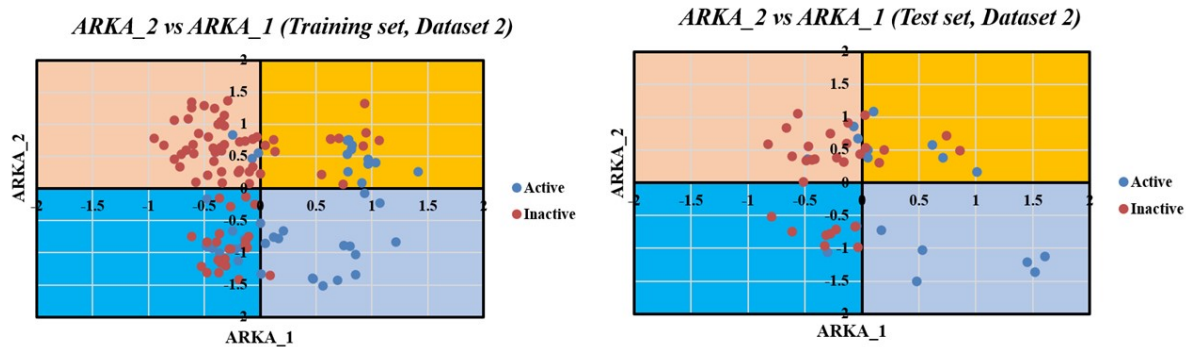 ARKA_2 vs ARKA_1 (Training set, Dataset 2)
2
1.5
1
0.5
0
-2 -1.5 -1 -0.5 0 0.5 1 1.5 2
-0.5
-1
-1.5
-2
ARKA_2
ARKA_1
Active
Inactive
ARKA_2 vs ARKA_1 (Test set, Dataset 2)
2
1.5
1
0.5
0
-2 -1.5 -1 -0.5 0 0.5 1 1.5 2
-0.5
-1
-1.5
-2
ARKA_2
ARKA_1
Active
Inactive